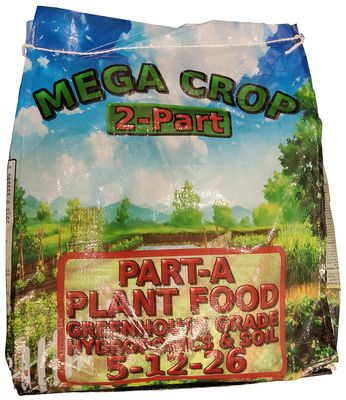 MEGA CROP
2-Part
PART-A
PLANT FOOD
GREENHOUSE GRADE
HYDROPONICS & SOIL
5-12-26